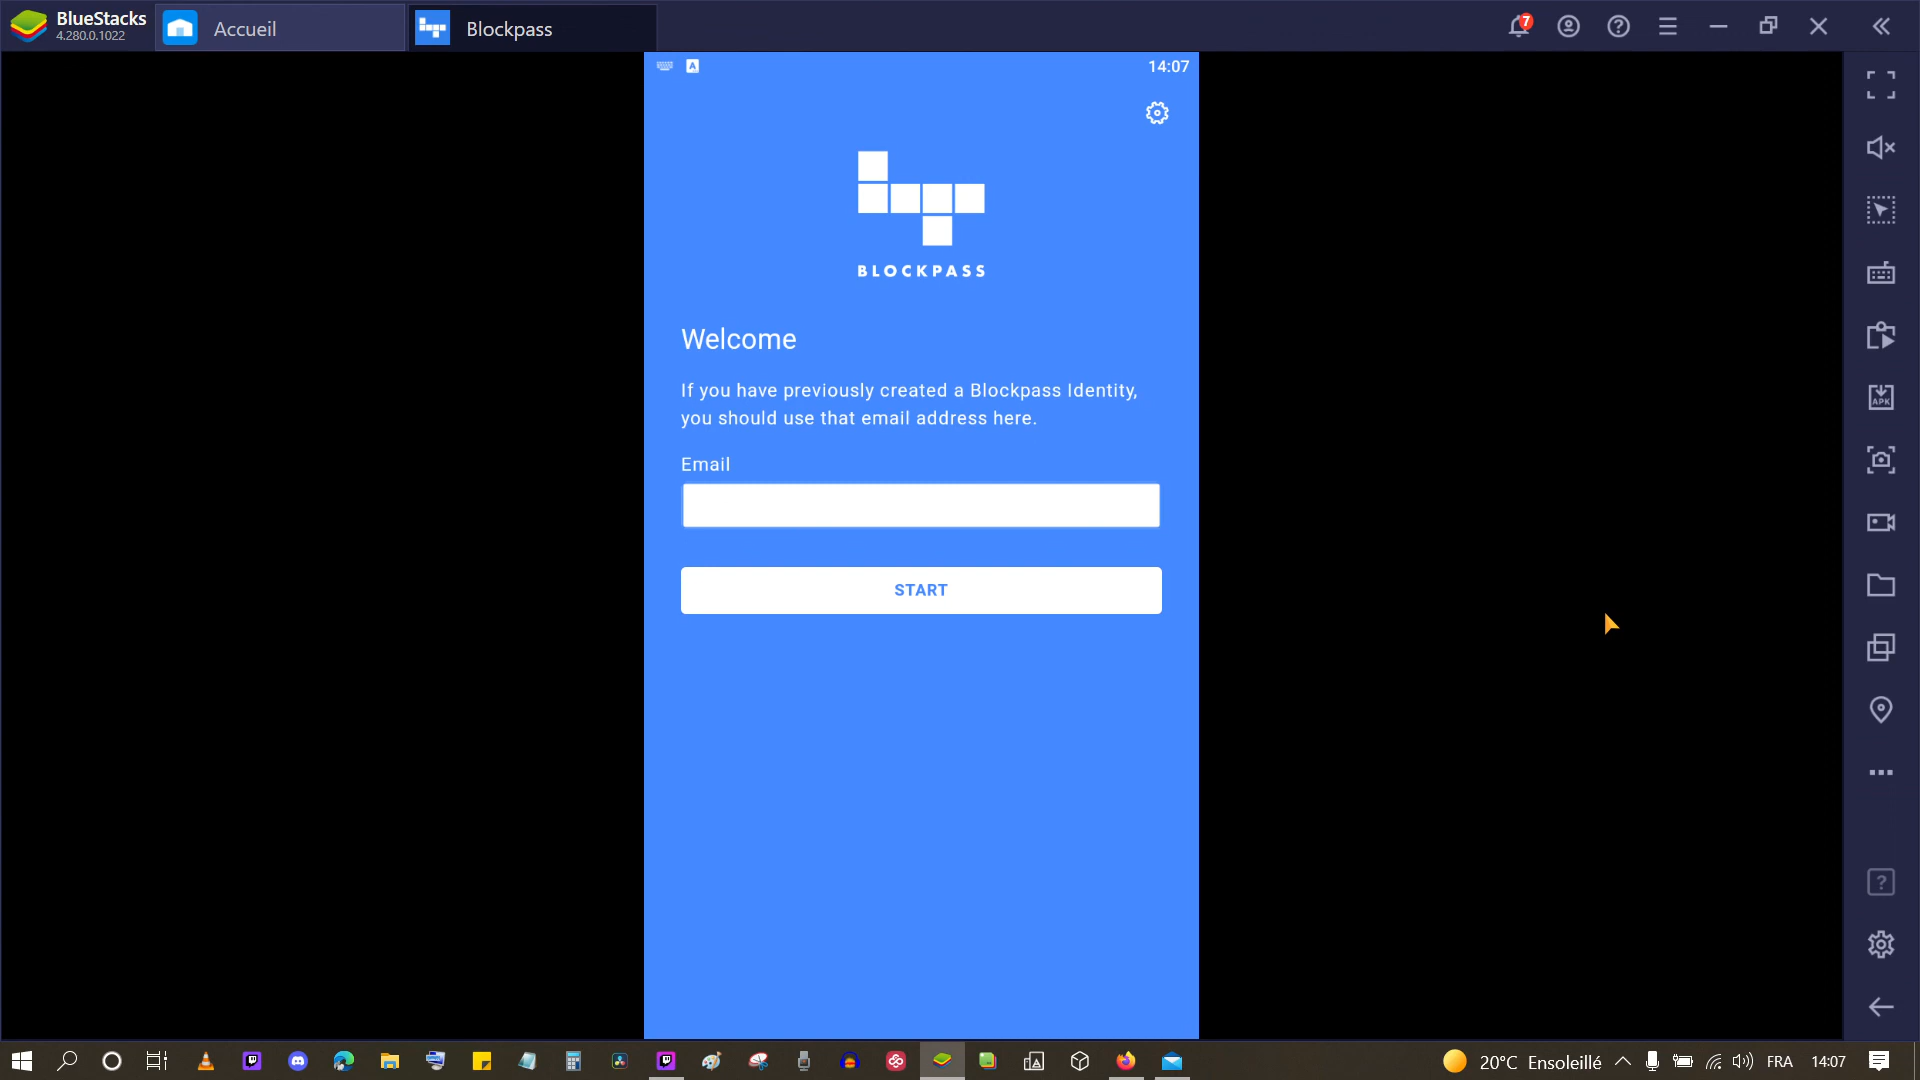 BlueStacks
4.280.0.1022
Accueil
Blockpass
7
A
14:07
BLOCKPASS
Welcome
If you have previously created a Blockpass Identity,
you should use that email address here.
Email
START
APK
?
20°C Ensoleillé
FRA
14:07